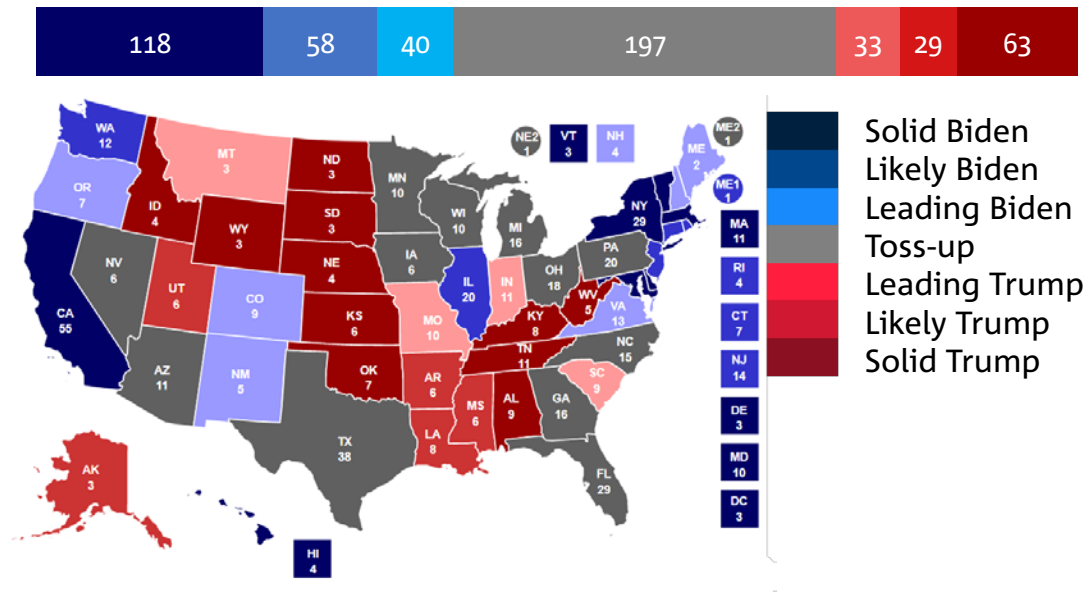 118 58 40 197 33 29 63
WA
12
OR
7
CA
55
NV
6
ID
4
MT
3
WY
3
UT
6
AZ
11
CO
9
NM
5
ND
3
SD
3
NE
4
KS
6
OK
7
TX
38
MN
10
IA
6
MO
10
AR
6
LA
8
WI
10
IL
20
MI
16
IN
11
OH
18
KY
8
TN
11
MS
6
AL
9
GA
16
FL
29
SC
9
NC
15
VA
13
WV
5
PA
20
NY
29
ME
2
NE2
1
VT
3
NH
4
ME2
1
ME1
1
MA
11
RI
4
CT
7
NJ
14
DE
3
MD
10
DC
3
AK
3
HI
4
Solid Biden
Likely Biden
Leading Biden
Toss-up
Leading Trump
Likely Trump
Solid Trump